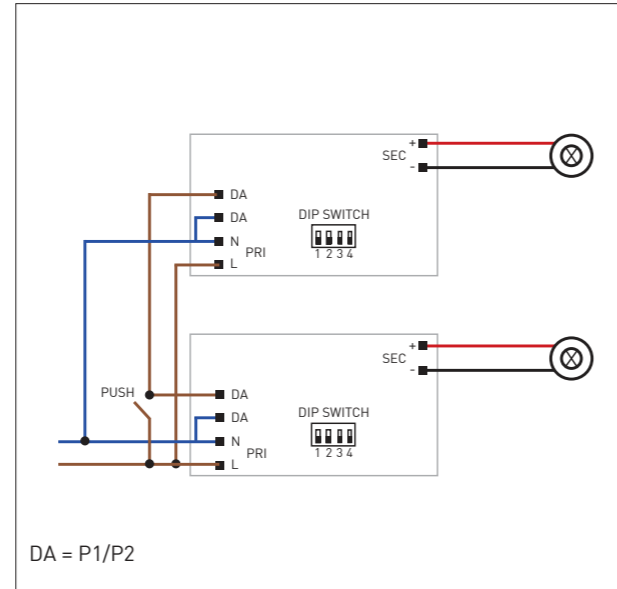 +
SEC
-
DA
DA
DIP SWITCH
N
PRI
L
1 2 3 4
+
SEC
-
PUSH
DA
DA
DIP SWITCH
N
PRI
L
1 2 3 4
DA = P1/P2